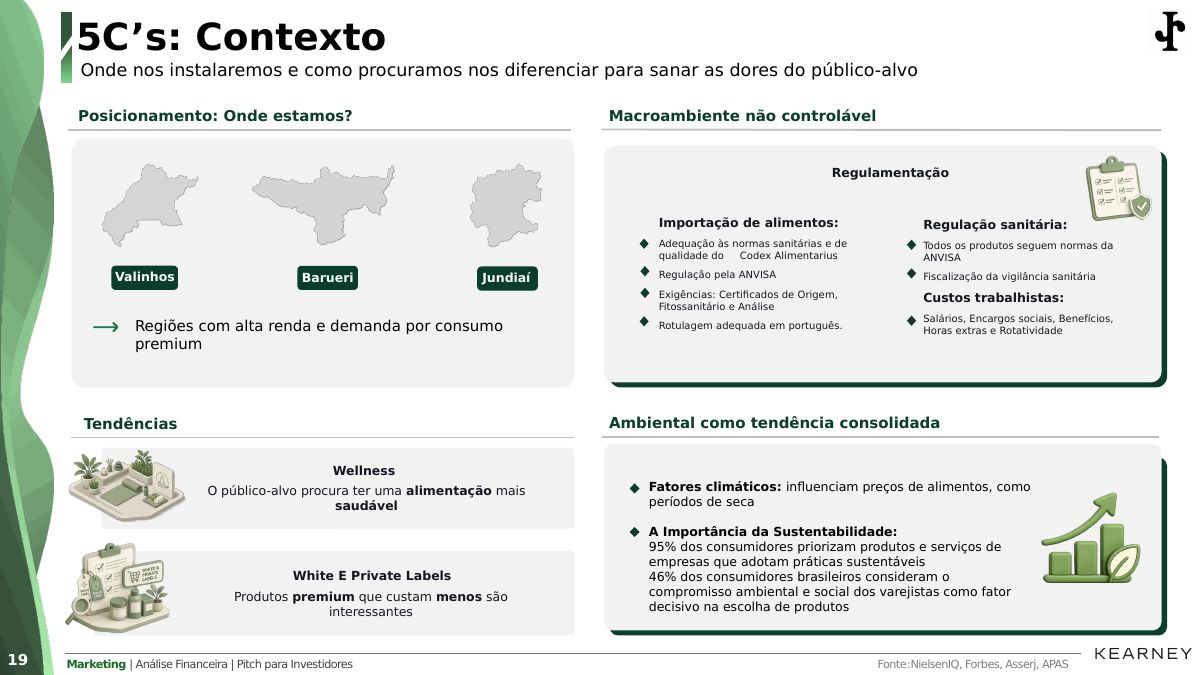 5C’s: Contexto
Onde nos instalaremos e como procuramos nos diferenciar para sanar as dores do público-alvo
Posicionamento: Onde estamos?
Valinhos
Barueri
Jundiaí
Regiões com alta renda e demanda por consumo
premium
Macroambiente não controlável
Regulamentação
Importação de alimentos:
Adequação às normas sanitárias e de
qualidade do Codex Alimentarius
Regulação pela ANVISA
Exigências: Certificados de Origem,
Fitossanitário e Análise
Rotulagem adequada em português.
Regulação sanitária:
Todos os produtos seguem normas da
ANVISA
Fiscalização da vigilância sanitária
Custos trabalhistas:
Salários, Encargos sociais, Benefícios,
Horas extras e Rotatividade
Tendências
Wellness
O público-alvo procura ter uma alimentação mais
saudável
WHITE &
PRIVATE
LABELS
White E Private Labels
Produtos premium que custam menos são
interessantes
Ambiental como tendência consolidada
Fatores climáticos: influenciam preços de alimentos, como
períodos de seca
A Importância da Sustentabilidade:
95% dos consumidores priorizam produtos e serviços de
empresas que adotam práticas sustentáveis
46% dos consumidores brasileiros consideram o
compromisso ambiental e social dos varejistas como fator
decisivo na escolha de produtos
19
Marketing | Análise Financeira | Pitch para Investidores
Fonte:NielsenIQ, Forbes, Asserj, APAS
KEARNEY